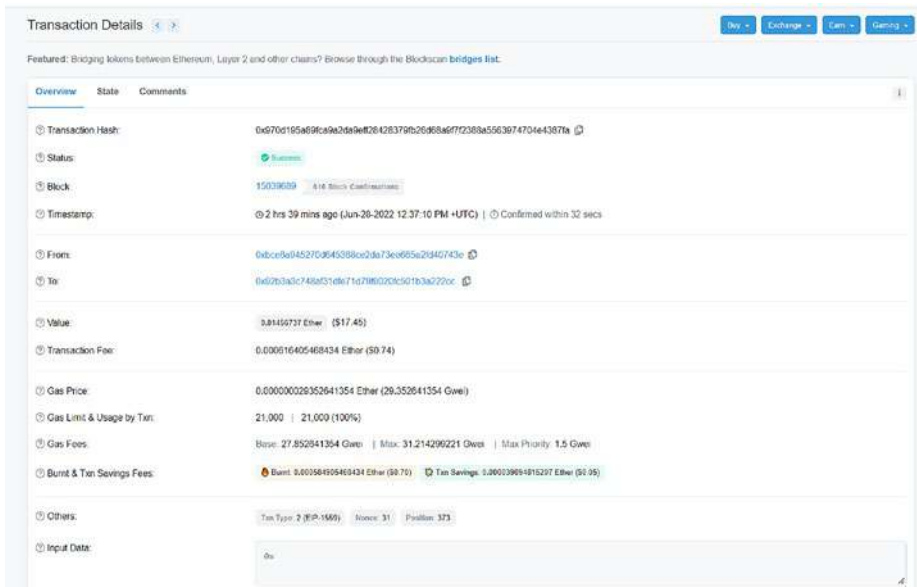 Transaction Details
Buy
Exchange
Earn
Gaming
Featured: Bridging tokens between Ethereum, Layer 2 and other chains? Browse through the Blockscan bridges list.
Overview State Comments
Transaction Hash:
Status: Success
Block: 15039689 616 Block Confirmations
Timestamp: 2 hrs 39 mins ago (Jun-28-2022 12:37:10 PM +UTC) | Confirmed within 32 secs
From:
To:
Value: 0.01456737 Ether ($17.45)
Transaction Fee: 0.000616405468434 Ether ($0.74)
Gas Price: 0.000000029352641354 Ether (29.352641354 Gwei)
Gas Limit & Usage by Txn: 21,000 | 21,000 (100%)
Gas Fees: Base: 27.852641354 Gwei | Max: 31.214299221 Gwei | Max Priority: 1.5 Gwei
Burnt & Txn Savings Fees: Burnt: 0.000584905468434 Ether ($0.70) Txn Savings: 0.000039094815207 Ether ($0.05)
Others: Txn Type: 2 (EIP-1559) Nonce: 31 Position: 373
Input Data: 0x